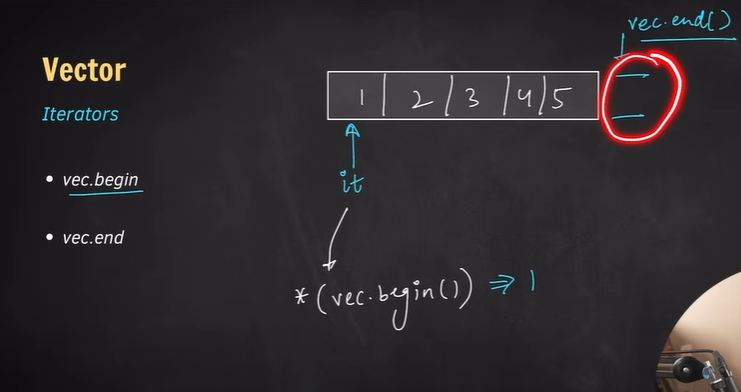 vec.end()
Vector
Iterators
1 2 3 4 5
• vec.begin
it
• vec.end
*(vec.begin()) ⇒ 1